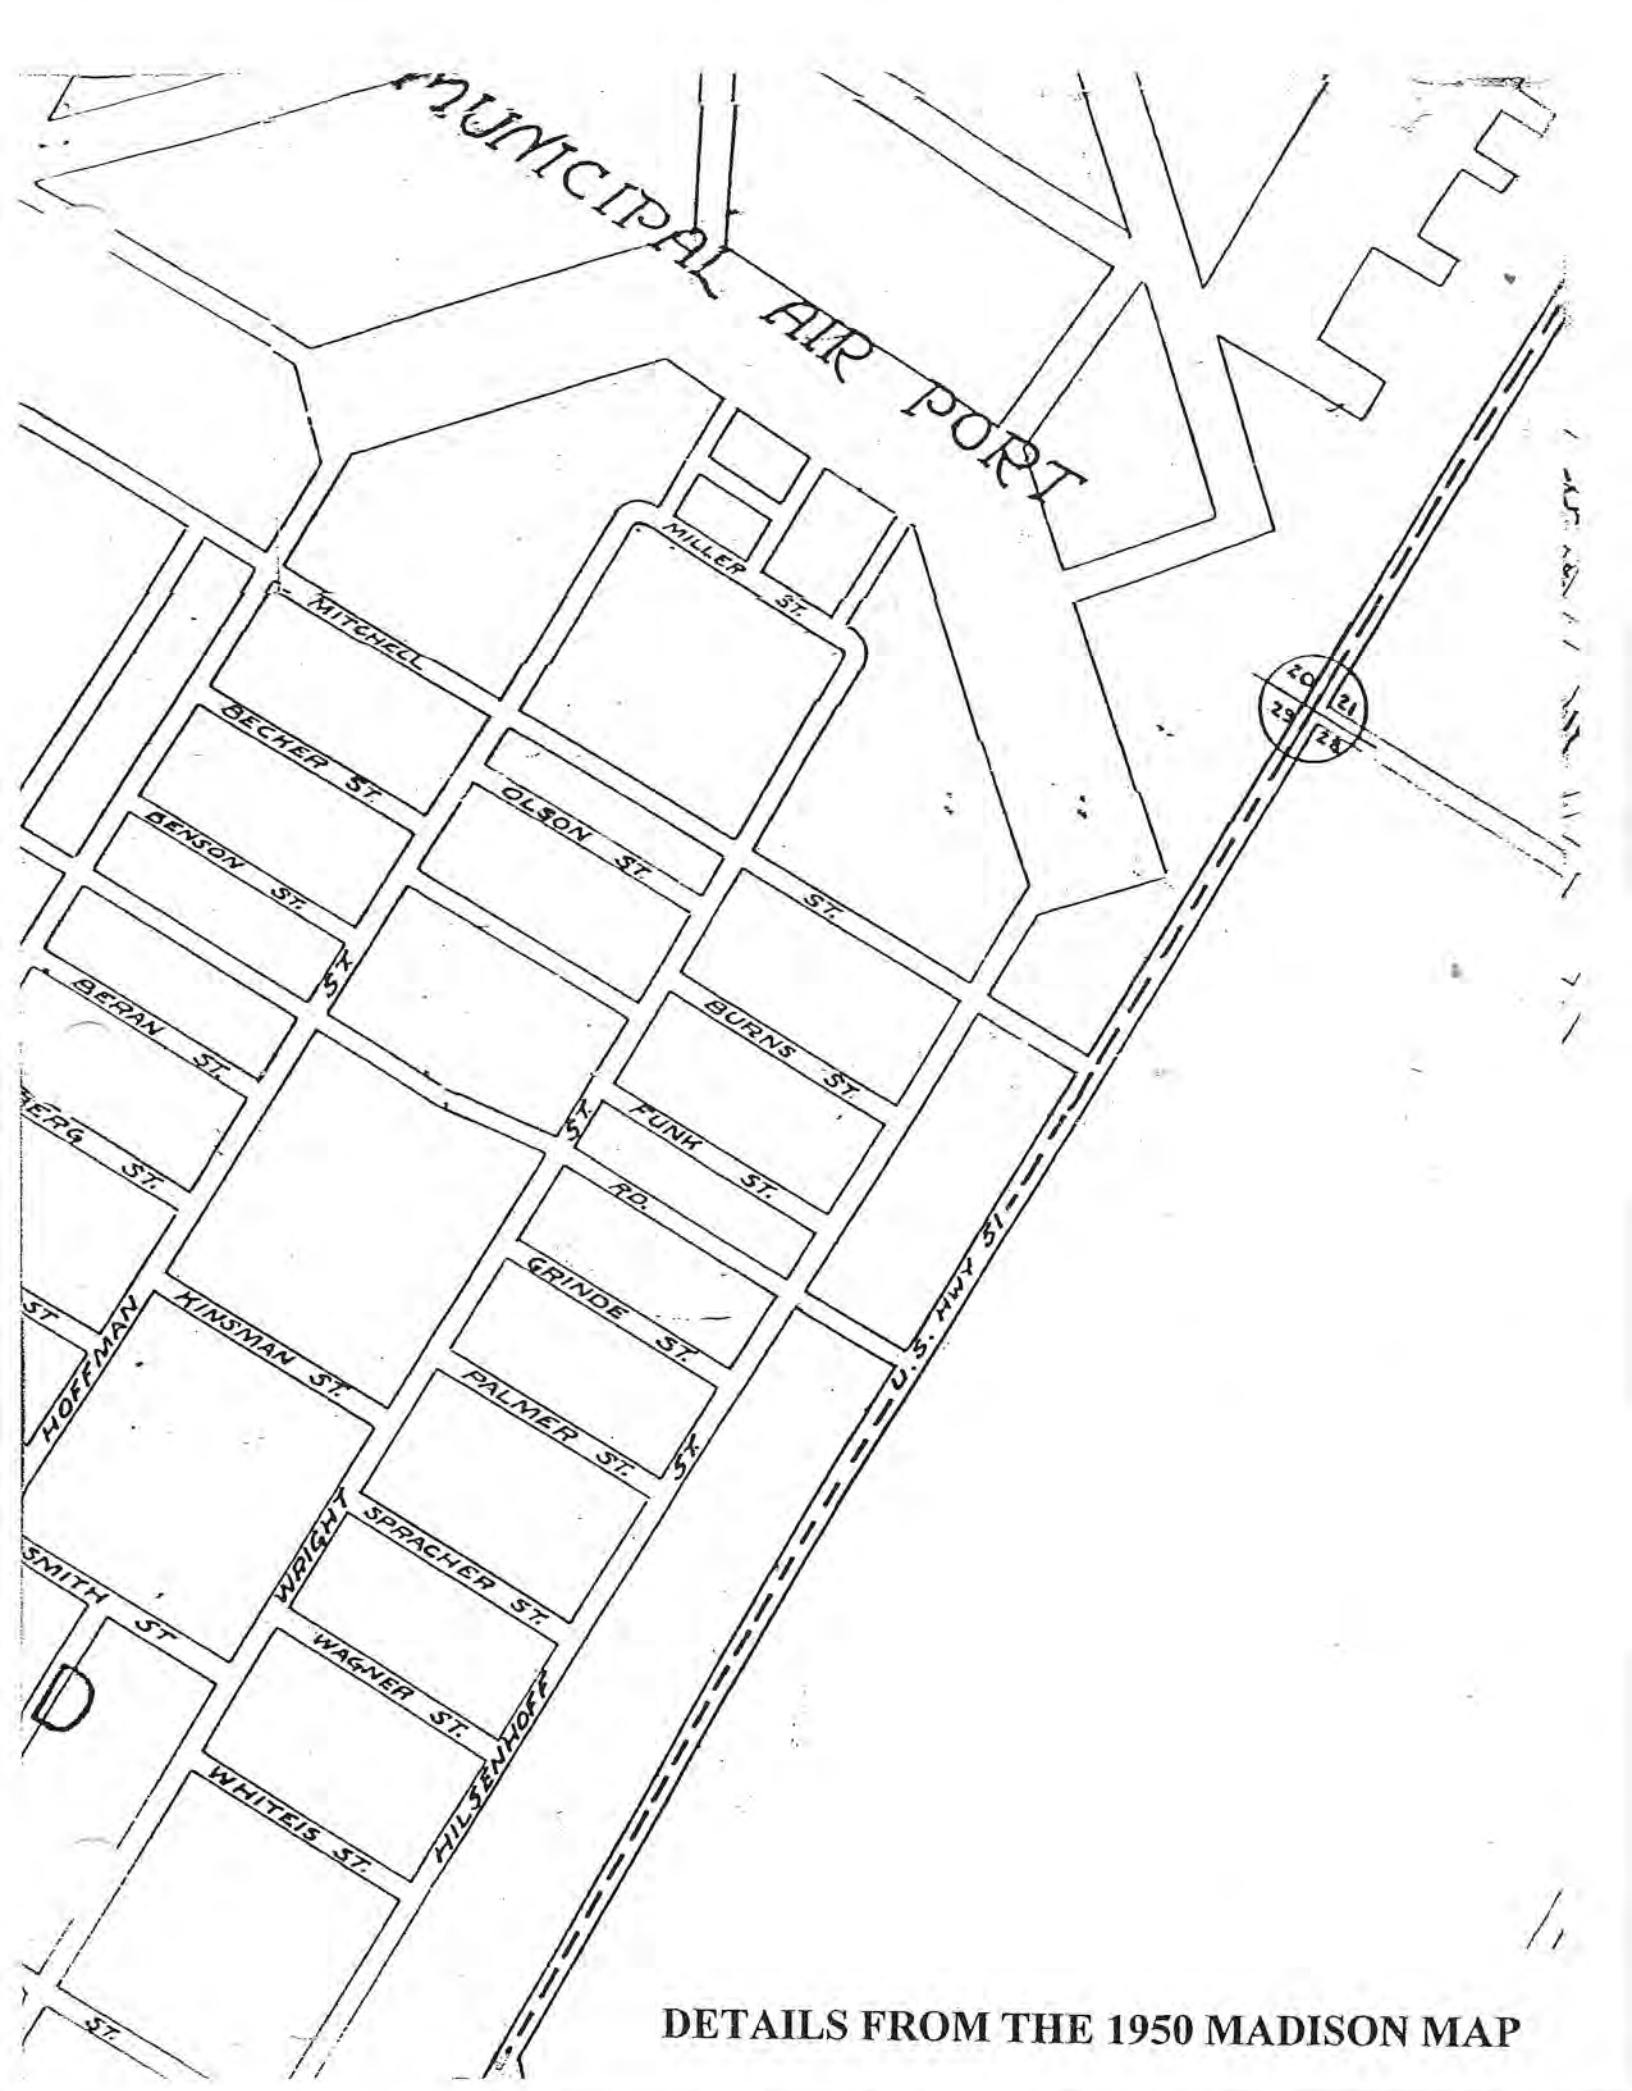 MUNICIPAL AIR PORT
MILLER ST.
MITCHELL
ST.
BECKER ST.
OLSON ST.
BENSON ST.
ST.
20
21
29
28
BERAN ST.
BURNS ST.
BERG ST.
FUNK ST.
ST.
RD.
GRINDE ST.
U.S. HWY 51
ST
HOFFMAN
KINSMAN ST.
PALMER ST.
ST.
WRIGHT
SPRACHER ST.
SMITH ST
WAGNER ST.
D
HILSENHOFF
WHITEIS ST.
ST.
DETAILS FROM THE 1950 MADISON MAP